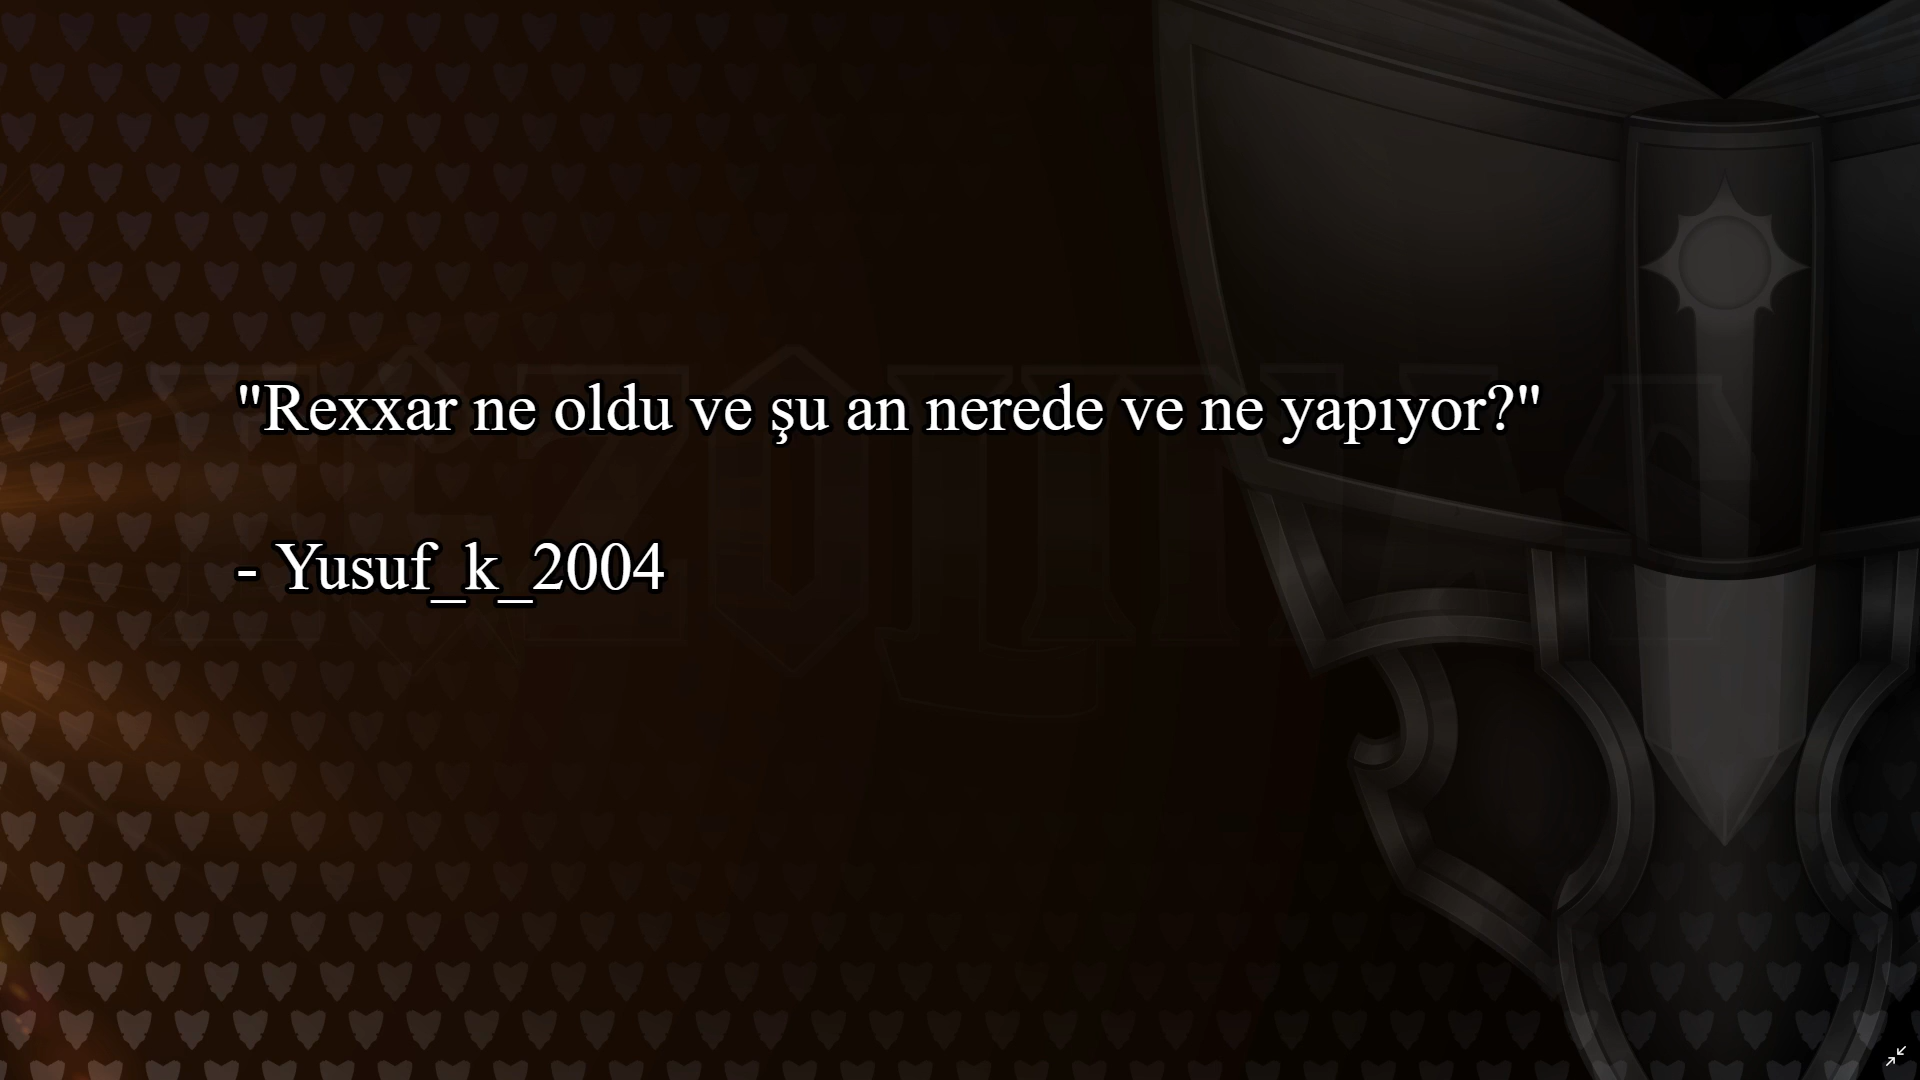 "Rexxar ne oldu ve şu an nerede ve ne yapıyor?"
- Yusuf_k_2004